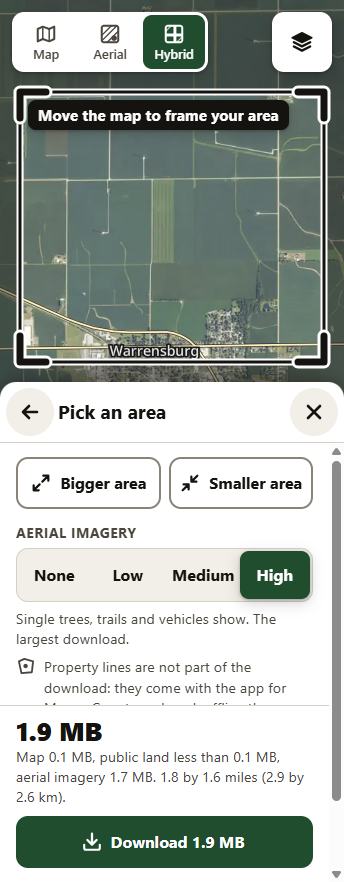 Map
Aerial
Hybrid
Move the map to frame your area
Warrensburg
Pick an area
Bigger area
Smaller area
AERIAL IMAGERY
None
Low
Medium
High
Single trees, trails and vehicles show. The
largest download.
Property lines are not part of the
download: they come with the app for
1.9 MB
Map 0.1 MB, public land less than 0.1 MB,
aerial imagery 1.7 MB. 1.8 by 1.6 miles (2.9 by
2.6 km).
Download 1.9 MB